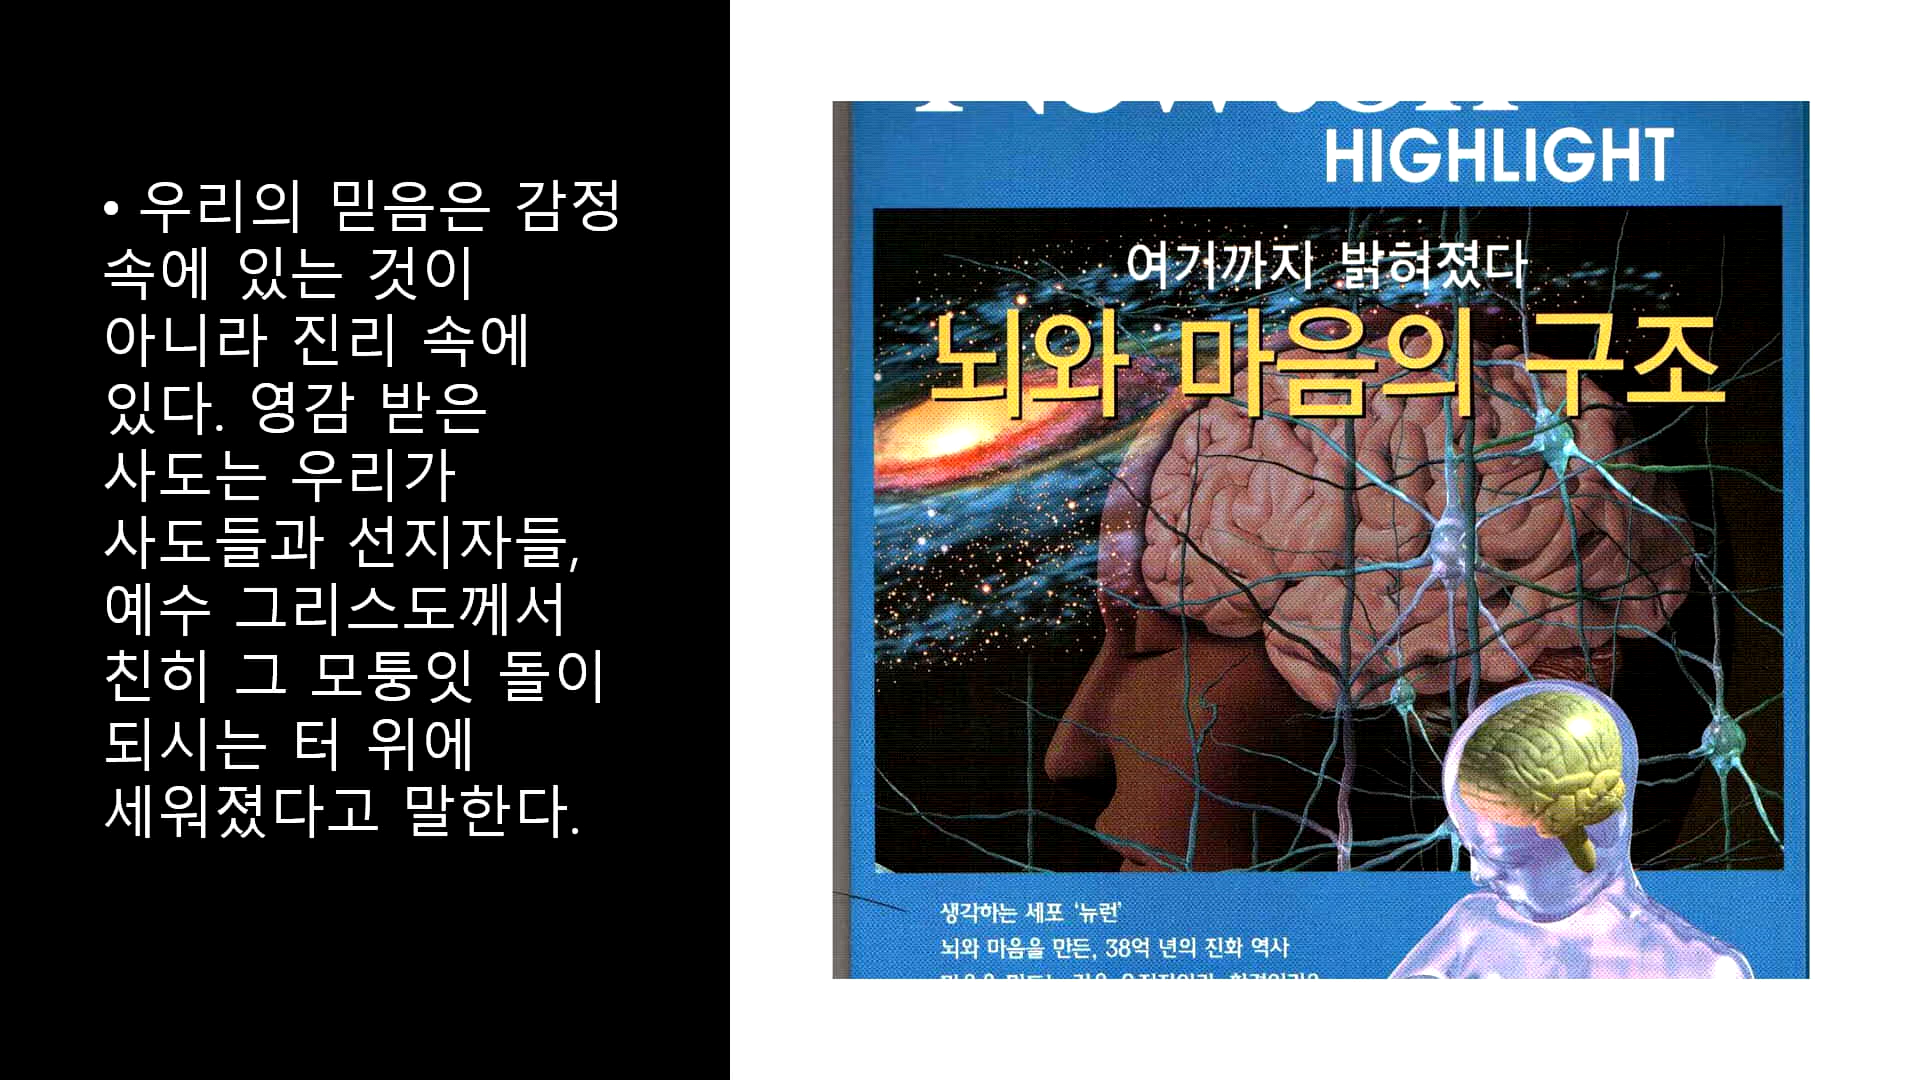 • 우리의 믿음은 감정
속에 있는 것이
아니라 진리 속에
있다. 영감 받은
사도는 우리가
사도들과 선지자들,
예수 그리스도께서
친히 그 모퉁잇 돌이
되시는 터 위에
세워졌다고 말한다.
HIGHLIGHT
여기까지 밝혀졌다
뇌와 마음의 구조
생각하는 세포 ‘뉴런’
뇌와 마음을 만든, 38억 년의 진화 역사